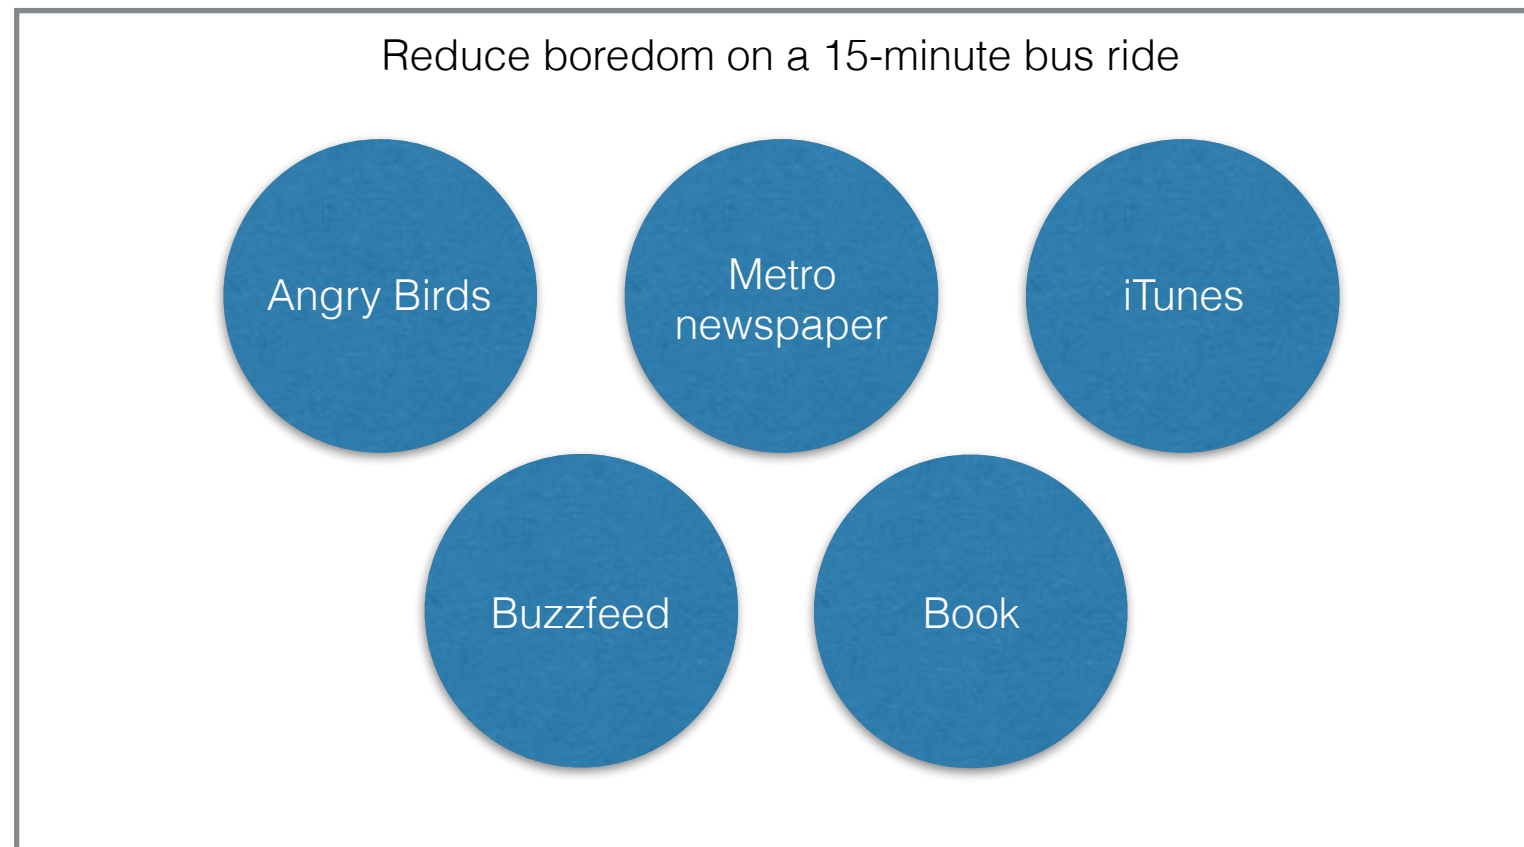 Reduce boredom on a 15-minute bus ride
Angry Birds
Metro
newspaper
iTunes
Buzzfeed
Book